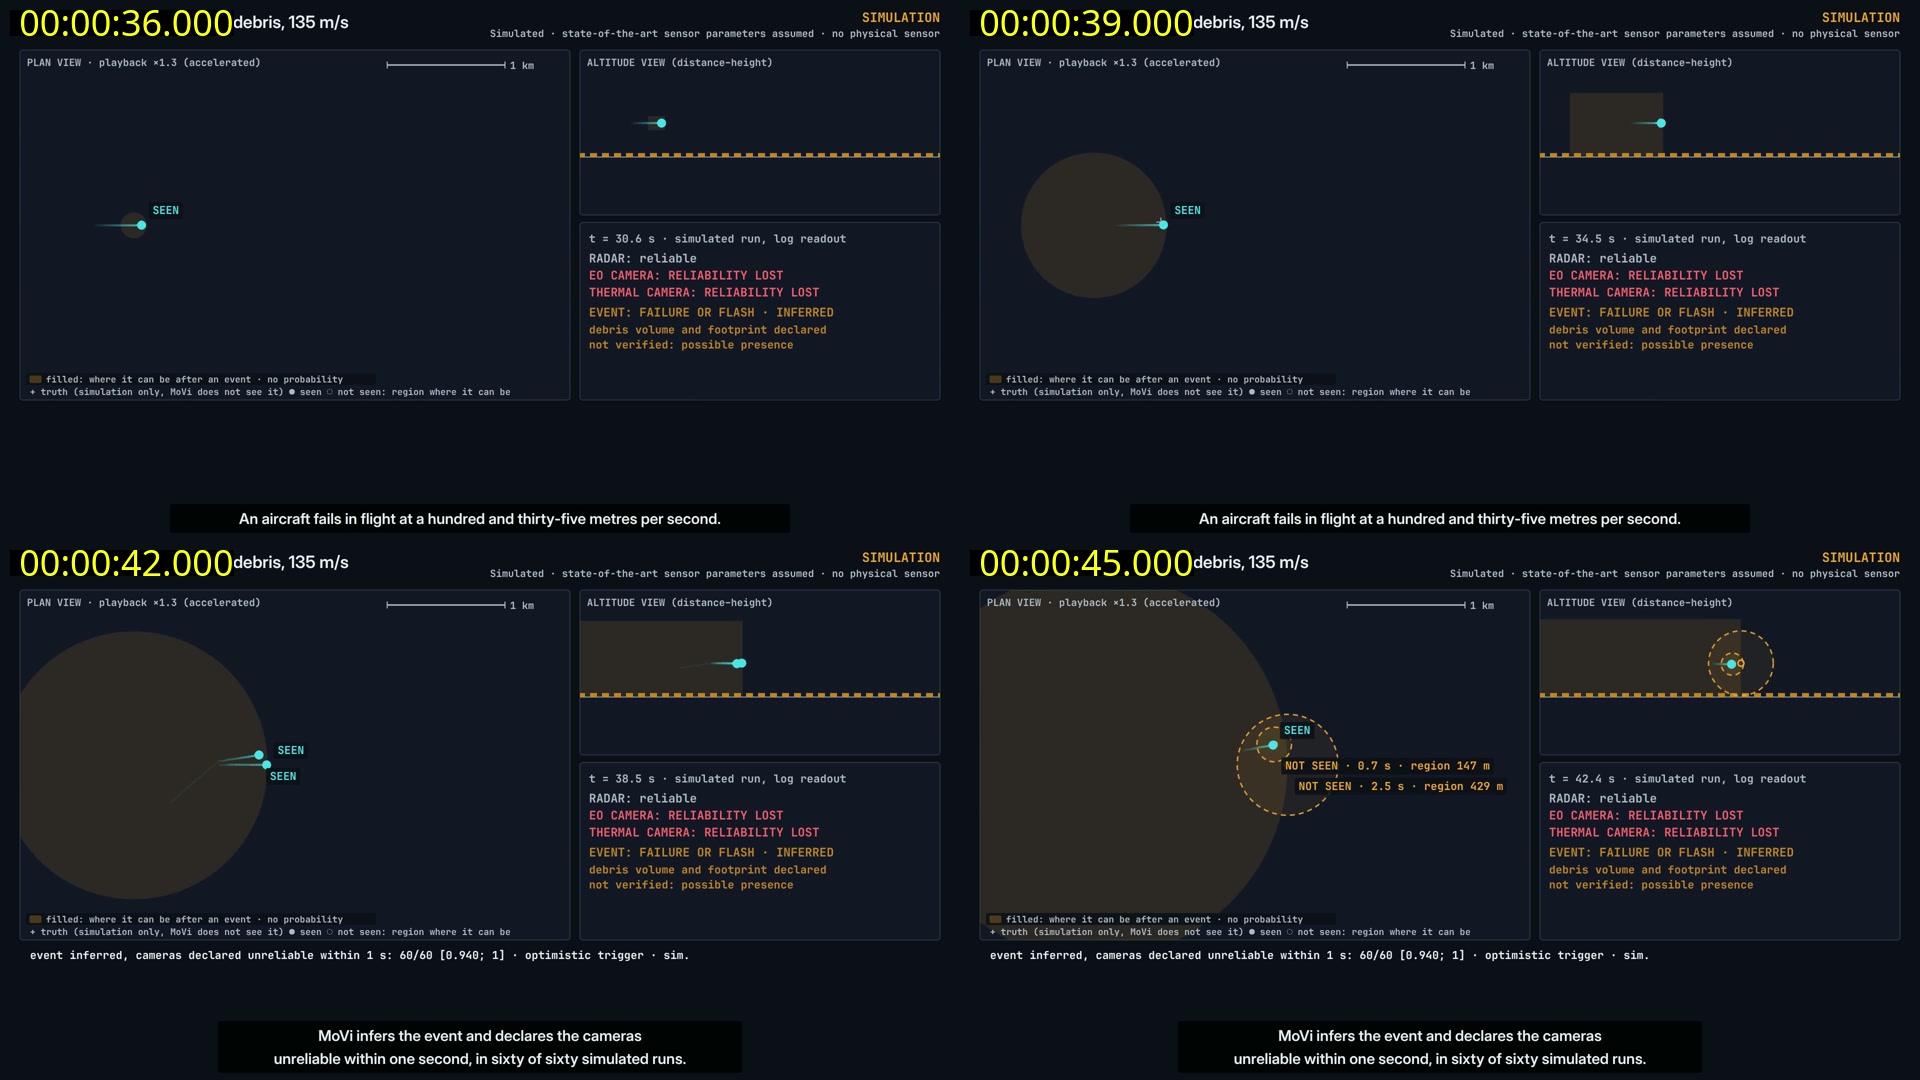 00:00:36.000 debris, 135 m/s
SIMULATION
Simulated · state-of-the-art sensor parameters assumed · no physical sensor
PLAN VIEW · playback ×1.3 (accelerated)
1 km
SEEN
filled: where it can be after an event · no probability
+ truth (simulation only, MoVi does not see it) ● seen ○ not seen: region where it can be
ALTITUDE VIEW (distance-height)
t = 30.6 s · simulated run, log readout
RADAR: reliable
EO CAMERA: RELIABILITY LOST
THERMAL CAMERA: RELIABILITY LOST
EVENT: FAILURE OR FLASH · INFERRED
debris volume and footprint declared
not verified: possible presence
An aircraft fails in flight at a hundred and thirty-five metres per second.
00:00:39.000 debris, 135 m/s
SIMULATION
Simulated · state-of-the-art sensor parameters assumed · no physical sensor
PLAN VIEW · playback ×1.3 (accelerated)
1 km
SEEN
filled: where it can be after an event · no probability
+ truth (simulation only, MoVi does not see it) ● seen ○ not seen: region where it can be
ALTITUDE VIEW (distance-height)
t = 34.5 s · simulated run, log readout
RADAR: reliable
EO CAMERA: RELIABILITY LOST
THERMAL CAMERA: RELIABILITY LOST
EVENT: FAILURE OR FLASH · INFERRED
debris volume and footprint declared
not verified: possible presence
An aircraft fails in flight at a hundred and thirty-five metres per second.
00:00:42.000 debris, 135 m/s
SIMULATION
Simulated · state-of-the-art sensor parameters assumed · no physical sensor
PLAN VIEW · playback ×1.3 (accelerated)
1 km
SEEN
SEEN
filled: where it can be after an event · no probability
+ truth (simulation only, MoVi does not see it) ● seen ○ not seen: region where it can be
ALTITUDE VIEW (distance-height)
t = 38.5 s · simulated run, log readout
RADAR: reliable
EO CAMERA: RELIABILITY LOST
THERMAL CAMERA: RELIABILITY LOST
EVENT: FAILURE OR FLASH · INFERRED
debris volume and footprint declared
not verified: possible presence
event inferred, cameras declared unreliable within 1 s: 60/60 [0.940; 1] · optimistic trigger · sim.
MoVi infers the event and declares the cameras
unreliable within one second, in sixty of sixty simulated runs.
00:00:45.000 debris, 135 m/s
SIMULATION
Simulated · state-of-the-art sensor parameters assumed · no physical sensor
PLAN VIEW · playback ×1.3 (accelerated)
1 km
SEEN
NOT SEEN · 0.7 s · region 147 m
NOT SEEN · 2.5 s · region 429 m
filled: where it can be after an event · no probability
+ truth (simulation only, MoVi does not see it) ● seen ○ not seen: region where it can be
ALTITUDE VIEW (distance-height)
t = 42.4 s · simulated run, log readout
RADAR: reliable
EO CAMERA: RELIABILITY LOST
THERMAL CAMERA: RELIABILITY LOST
EVENT: FAILURE OR FLASH · INFERRED
debris volume and footprint declared
not verified: possible presence
event inferred, cameras declared unreliable within 1 s: 60/60 [0.940; 1] · optimistic trigger · sim.
MoVi infers the event and declares the cameras
unreliable within one second, in sixty of sixty simulated runs.